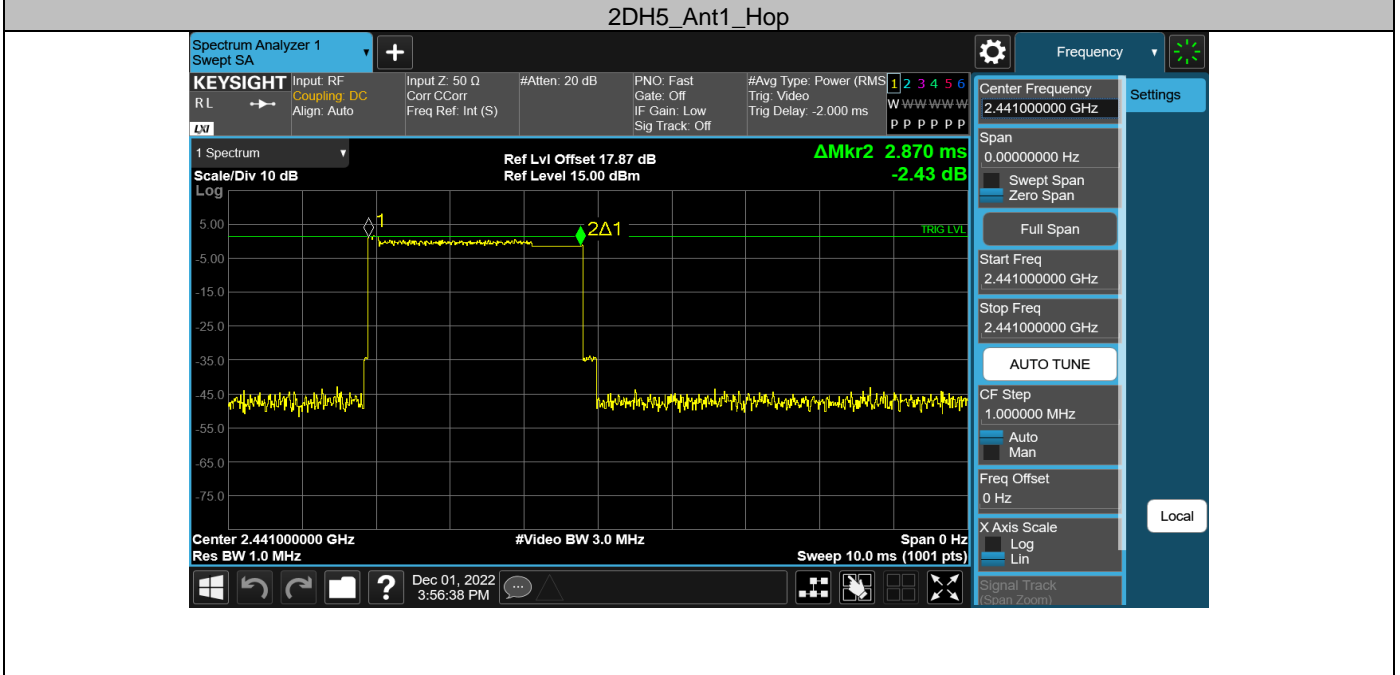 2DH5_Ant1_Hop
Spectrum Analyzer 1
Swept SA
Frequency
KEYSIGHT
R L
LXI
Input: RF
Coupling: DC
Align: Auto
Input Z: 50 Ω
Corr CCorr
Freq Ref: Int (S)
#Atten: 20 dB
PNO: Fast
Gate: Off
IF Gain: Low
Sig Track: Off
#Avg Type: Power (RMS
Trig: Video
Trig Delay: -2.000 ms
1 2 3 4 5 6
W W W W W W
P P P P P P
1 Spectrum
Scale/Div 10 dB
Log
Ref Lvl Offset 17.87 dB
Ref Level 15.00 dBm
ΔMkr2 2.870 ms
-2.43 dB
1
2Δ1
TRIG LVL
5.00
-5.00
-15.0
-25.0
-35.0
-45.0
-55.0
-65.0
-75.0
Center 2.441000000 GHz
Res BW 1.0 MHz
#Video BW 3.0 MHz
Span 0 Hz
Sweep 10.0 ms (1001 pts)
Dec 01, 2022
3:56:38 PM
?
Center Frequency
2.441000000 GHz
Span
0.00000000 Hz
Swept Span
Zero Span
Full Span
Start Freq
2.441000000 GHz
Stop Freq
2.441000000 GHz
AUTO TUNE
CF Step
1.000000 MHz
Auto
Man
Freq Offset
0 Hz
X Axis Scale
Log
Lin
Signal Track
(Span Zoom)
Settings
Local